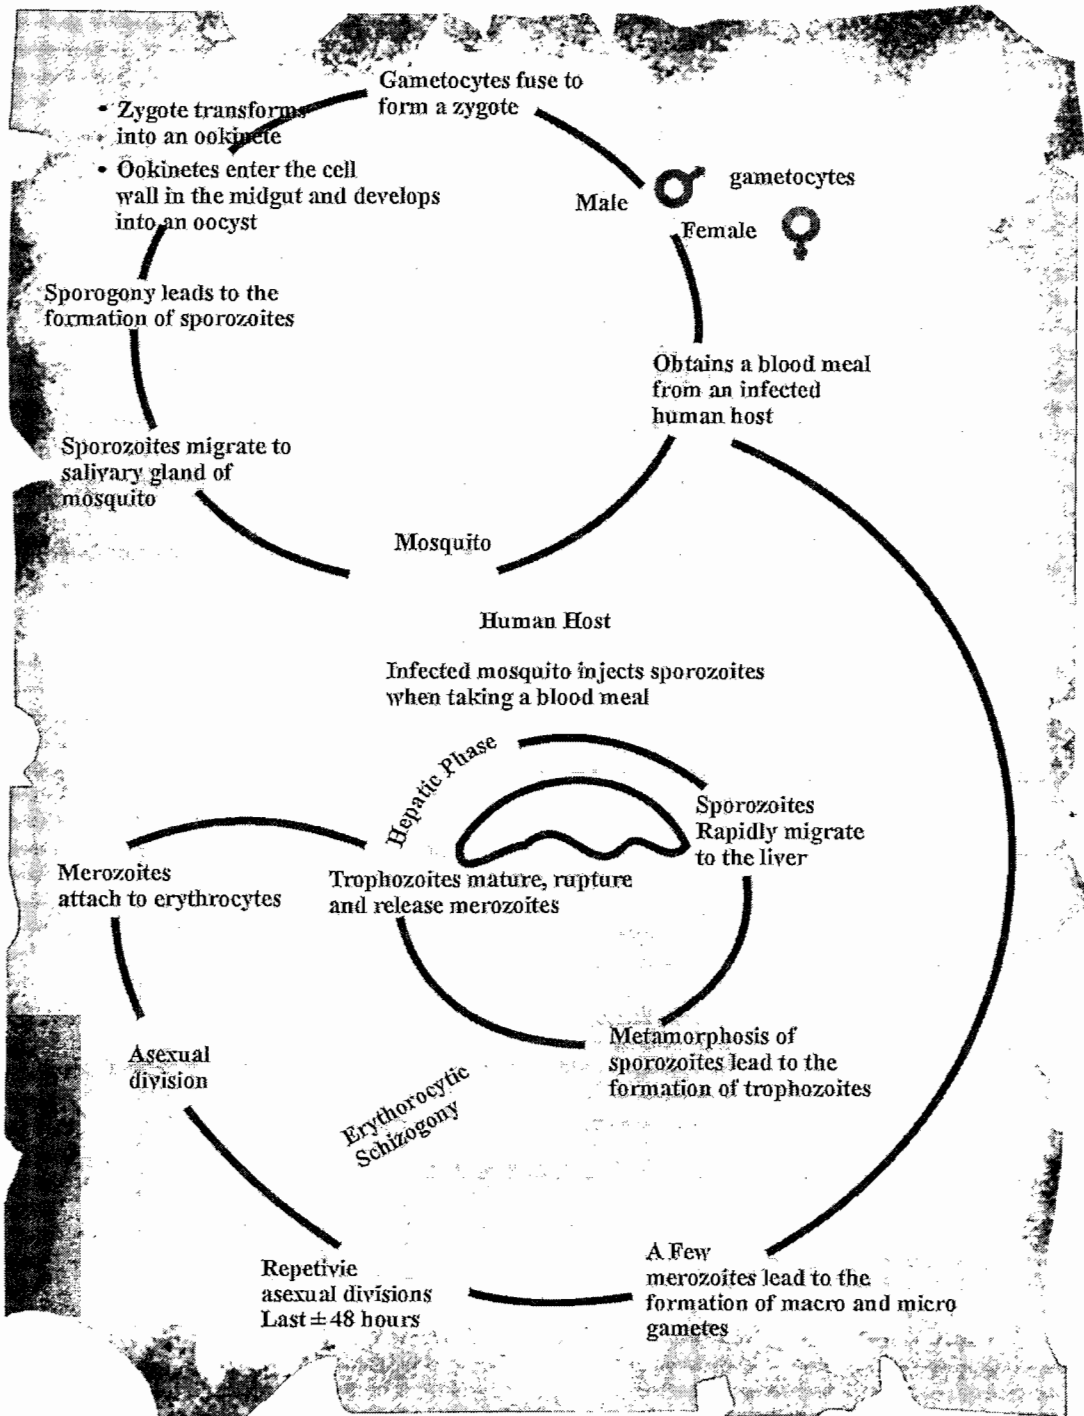 Gametocytes fuse to
form a zygote
• Zygote transforms
into an ookinete
• Ookinetes enter the cell
wall in the midgut and develops
into an oocyst
Male
gametocytes
Female
Sporogony leads to the
formation of sporozoites
Obtains a blood meal
from an infected
human host
Sporozoites migrate to
salivary gland of
mosquito
Mosquito
Human Host
Infected mosquito injects sporozoites
when taking a blood meal
Hepatic Phase
Sporozoites
Rapidly migrate
to the liver
Merozoites
attach to erythrocytes
Trophozoites mature, rupture
and release merozoites
Metamorphosis of
sporozoites lead to the
formation of trophozoites
Asexual
division
Erythorocytic
Schizogony
Repetivie
asexual divisions
Last ± 48 hours
A Few
merozoites lead to the
formation of macro and micro
gametes